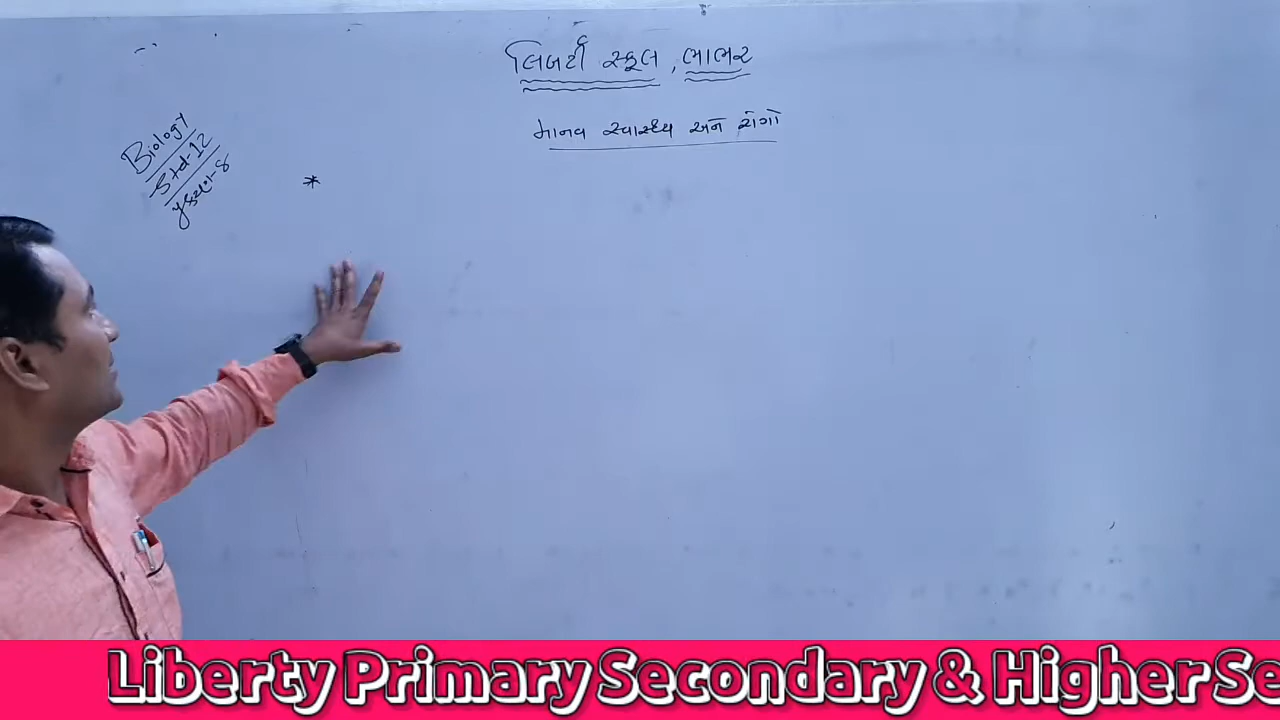 લિબર્ટી સ્કૂલ, ભાભર
માનવ સ્વાસ્થ્ય અને રોગો
Biology
Std-12
પ્રકરણ-8
*
Liberty Primary Secondary & Higher Se